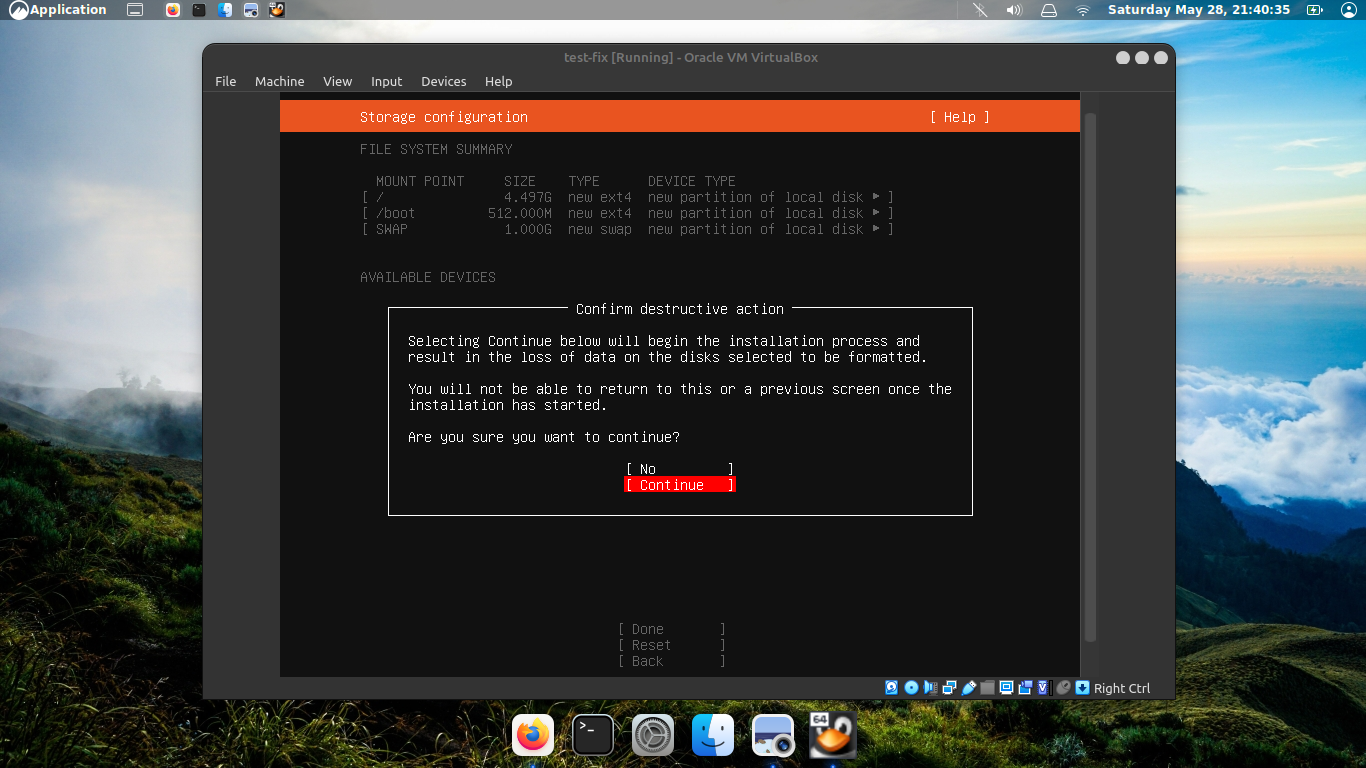 Application
Saturday May 28, 21:40:35
test-fix [Running] - Oracle VM VirtualBox
File Machine View Input Devices Help
Storage configuration [ Help ]
FILE SYSTEM SUMMARY
MOUNT POINT SIZE TYPE DEVICE TYPE
[ / 4.497G new ext4 new partition of local disk ▸ ]
[ /boot 512.000M new ext4 new partition of local disk ▸ ]
[ SWAP 1.000G new swap new partition of local disk ▸ ]
AVAILABLE DEVICES
Confirm destructive action
Selecting Continue below will begin the installation process and
result in the loss of data on the disks selected to be formatted.
You will not be able to return to this or a previous screen once the
installation has started.
Are you sure you want to continue?
[ No ]
[ Continue ]
[ Done ]
[ Reset ]
[ Back ]
Right Ctrl
64